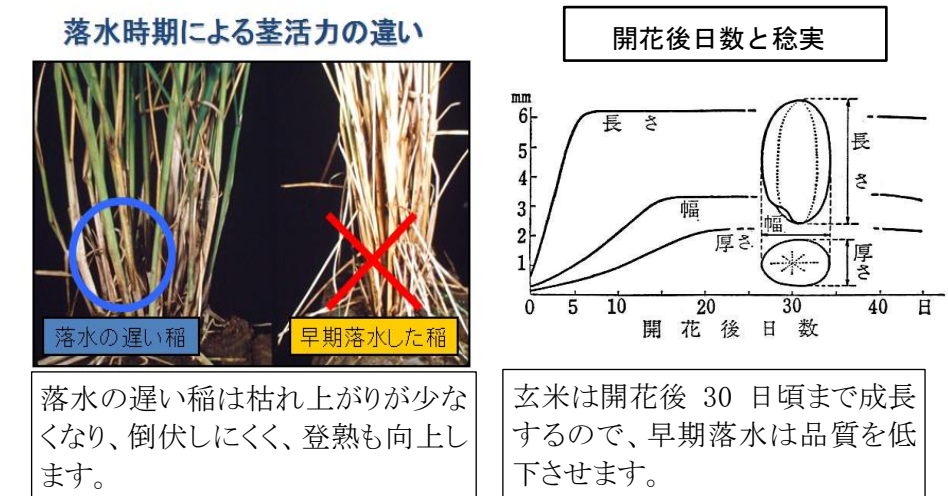 落水時期による茎活力の違い
落水の遅い稲
早期落水した稲
落水の遅い稲は枯れ上がりが少な
くなり、倒伏しにくく、登熟も向上し
ます。
開花後日数と稔実
mm
6
5
4
3
2
1
長さ
幅
厚さ
長さ
幅
厚さ
0 5 10 20 30 40 日
開花後日数
玄米は開花後 30 日頃まで成長
するので、早期落水は品質を低
下させます。